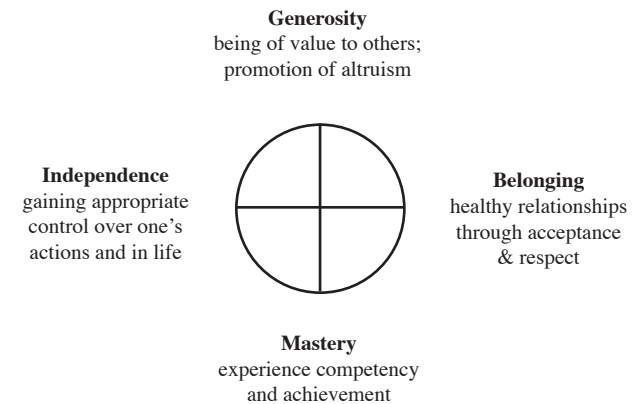 Generosity
being of value to others;
promotion of altruism
Independence
gaining appropriate
control over one’s
actions and in life
Belonging
healthy relationships
through acceptance
& respect
Mastery
experience competency
and achievement